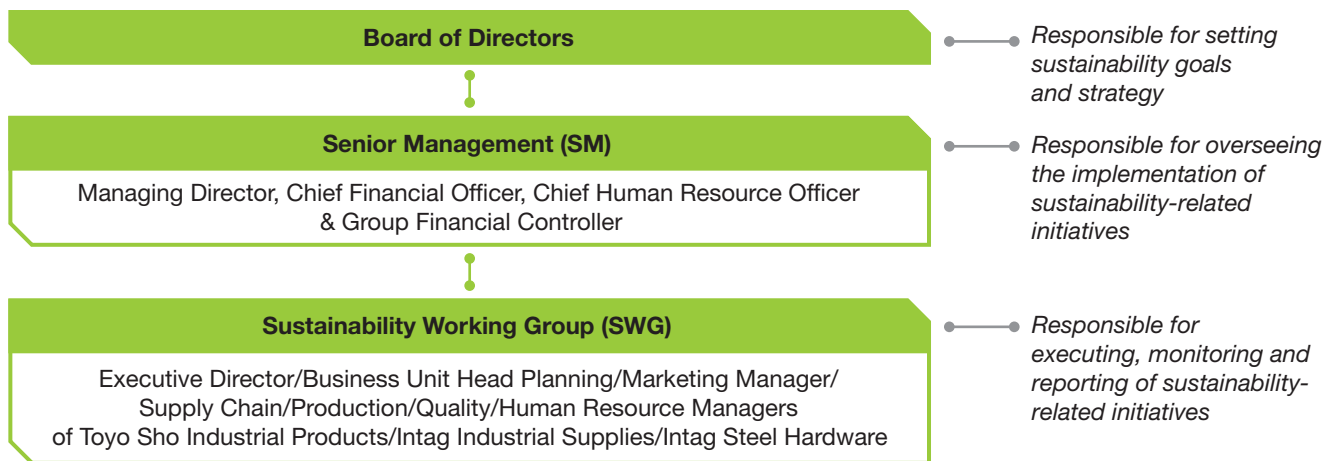 Board of Directors
Responsible for setting
sustainability goals
and strategy
Senior Management (SM)
Managing Director, Chief Financial Officer, Chief Human Resource Officer
& Group Financial Controller
Responsible for overseeing
the implementation of
sustainability-related
initiatives
Sustainability Working Group (SWG)
Executive Director/Business Unit Head Planning/Marketing Manager/
Supply Chain/Production/Quality/Human Resource Managers
of Toyo Sho Industrial Products/Intag Industrial Supplies/Intag Steel Hardware
Responsible for
executing, monitoring and
reporting of sustainability-
related initiatives